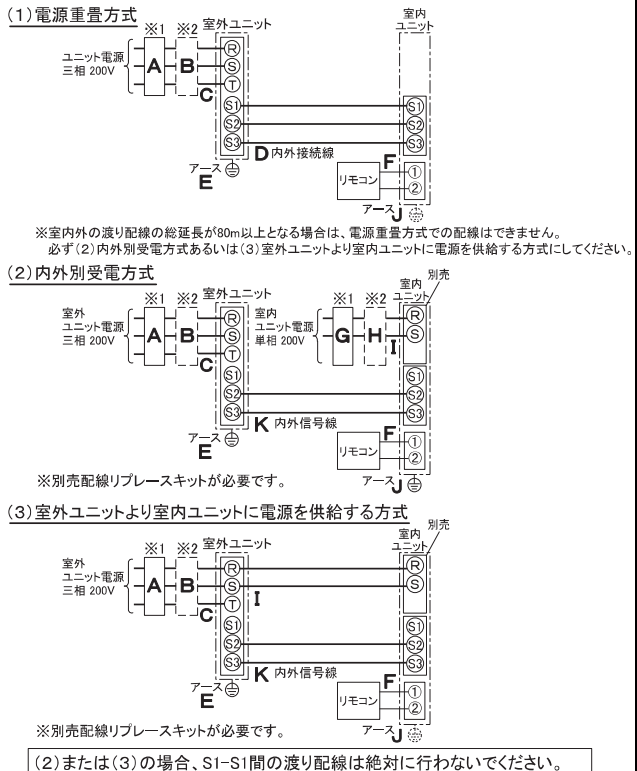 (1)電源重畳方式
※1 ※2 室外ユニット
室内
ユニット
ユニット電源
三相 200V
A B C
R
S
T
S1
S2
S3
S1
S2
S3
D 内外接続線
アース
E
リモコン
F
①
②
アース J
※室内外の渡り配線の総延長が80m以上となる場合は、電源重畳方式での配線はできません。
必ず(2)内外別受電方式あるいは(3)室外ユニットより室内ユニットに電源を供給する方式にしてください。
(2)内外別受電方式
※1 ※2 室外ユニット
※1 ※2
室内
ユニット
別売
室外
ユニット電源
三相 200V
A B C
R
S
T
S1
S2
S3
室内
ユニット電源
単相 200V
G H I
R
S
S1
S2
S3
K 内外信号線
アース
E
リモコン
F
①
②
アース J
※別売配線リプレースキットが必要です。
(3)室外ユニットより室内ユニットに電源を供給する方式
※1 ※2 室外ユニット
室内
ユニット
別売
室外
ユニット電源
三相 200V
A B C
R
S
T
S1
S2
S3
I
R
S
S1
S2
S3
K 内外信号線
アース
E
リモコン
F
①
②
アース J
※別売配線リプレースキットが必要です。
(2)または(3)の場合、S1-S1間の渡り配線は絶対に行わないでください。